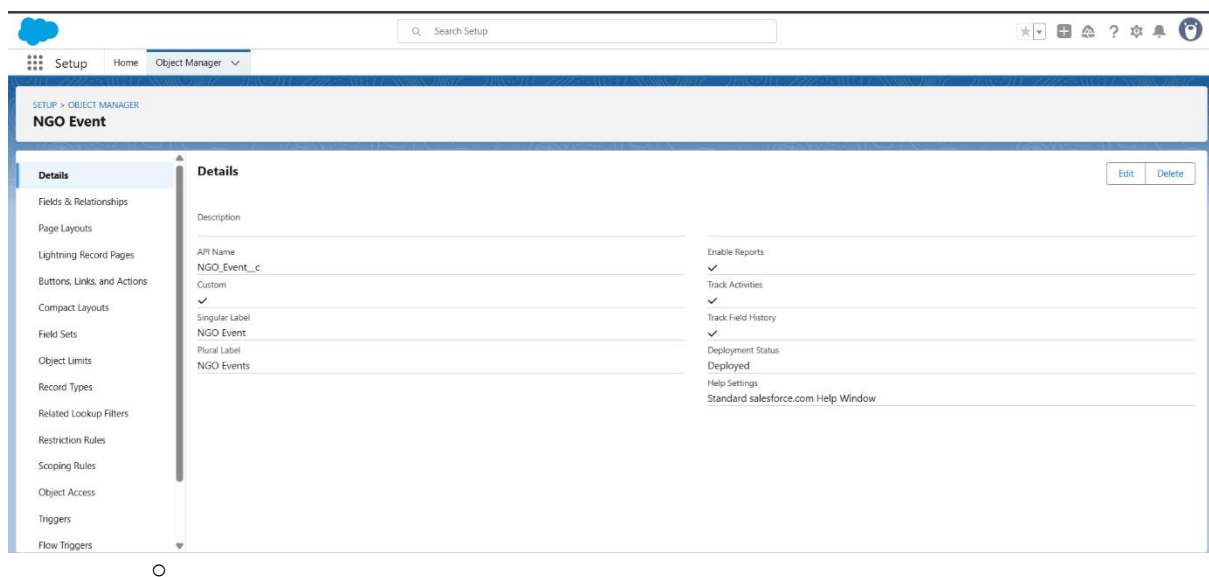 Search Setup
Setup
Home
Object Manager
SETUP > OBJECT MANAGER
NGO Event
Details
Fields & Relationships
Page Layouts
Lightning Record Pages
Buttons, Links, and Actions
Compact Layouts
Field Sets
Object Limits
Record Types
Related Lookup Filters
Restriction Rules
Scoping Rules
Object Access
Triggers
Flow Triggers
Details
Edit
Delete
Description
API Name
NGO_Event__c
Custom
Singular Label
NGO Event
Plural Label
NGO Events
Enable Reports
Track Activities
Track Field History
Deployment Status
Deployed
Help Settings
Standard salesforce.com Help Window